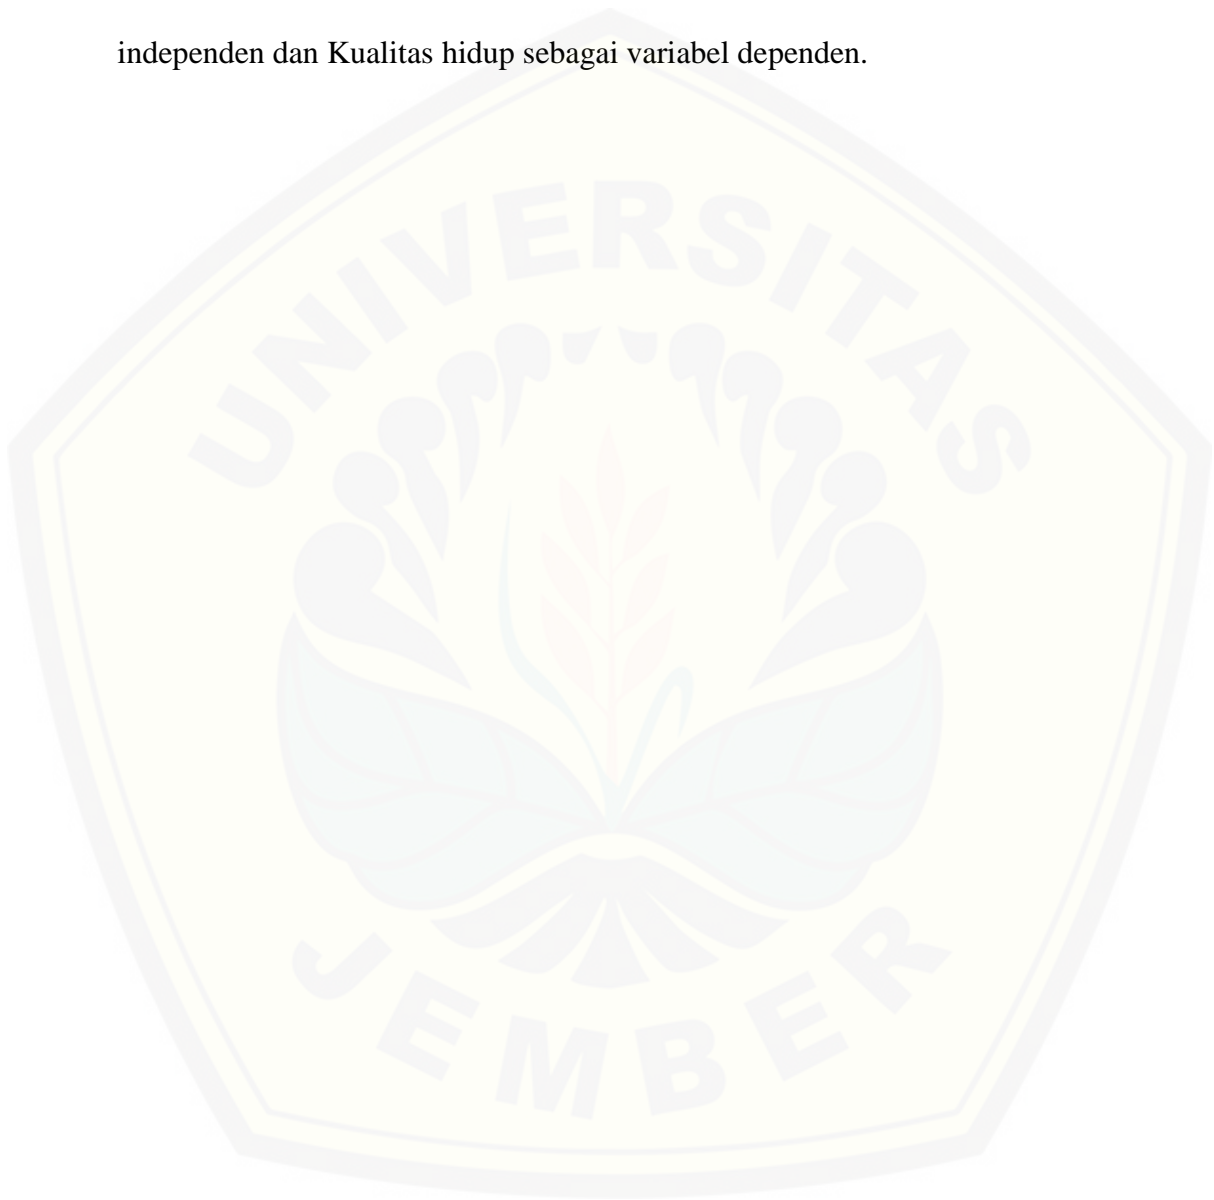 independen dan Kualitas hidup sebagai variabel dependen.
UNIVERSITAS
JEMBER